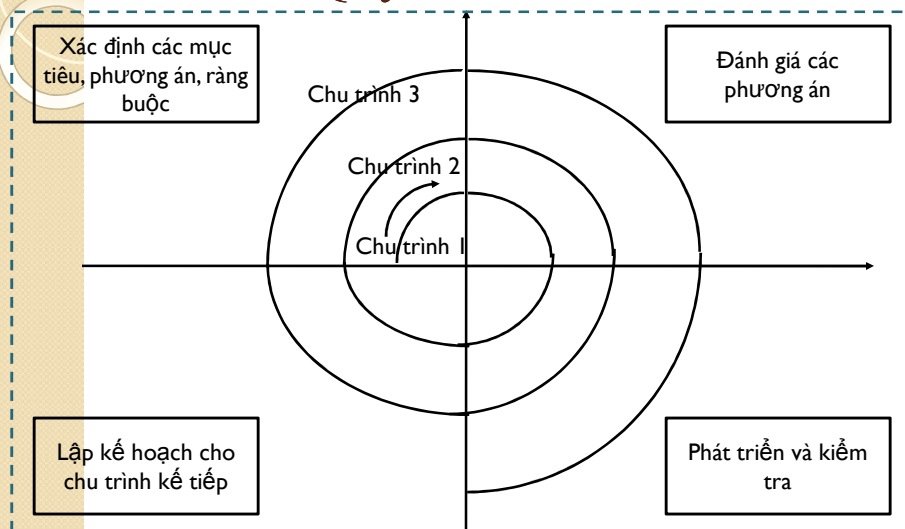 Xác định các mục
tiêu, phương án, ràng
buộc
Đánh giá các
phương án
Chu trình 3
Chu trình 2
Chu trình 1
Lập kế hoạch cho
chu trình kế tiếp
Phát triển và kiểm
tra